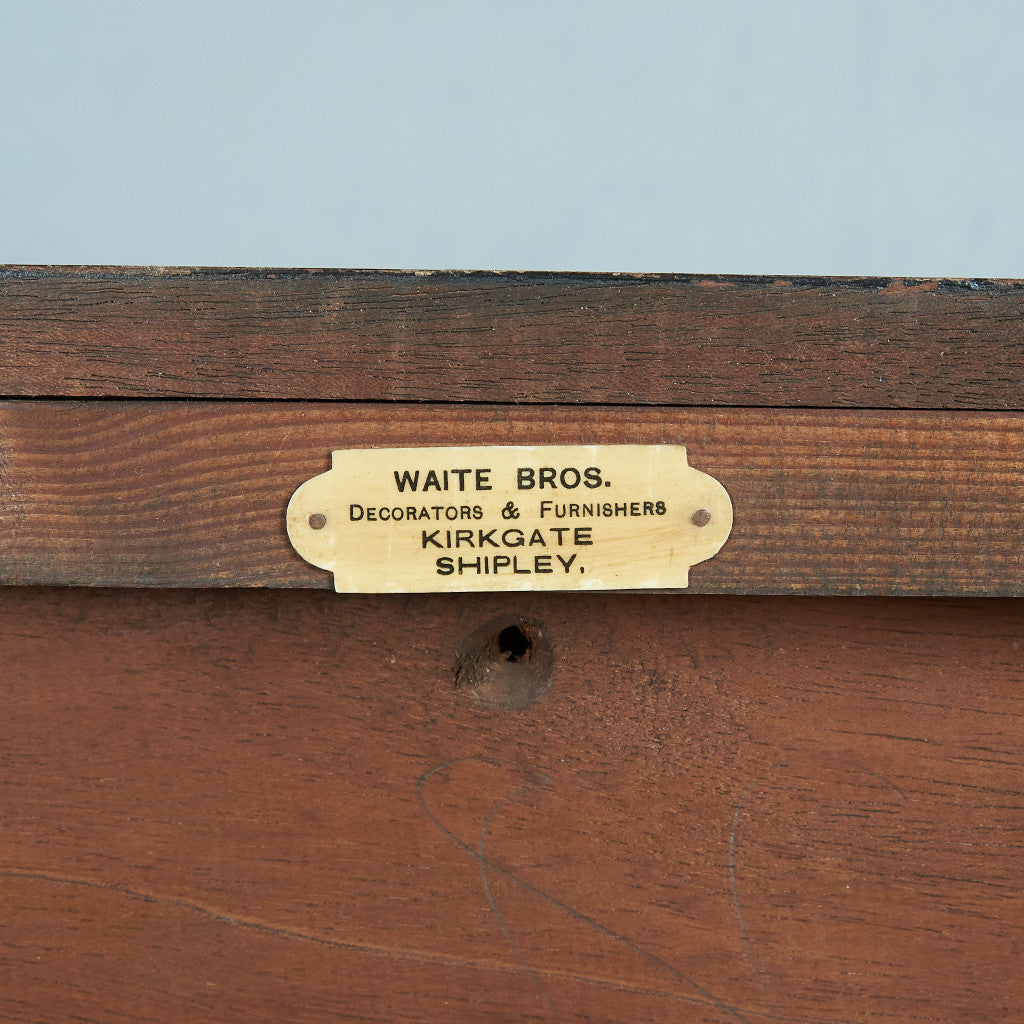 WAITE BROS.
DECORATORS & FURNISHERS
KIRKGATE
SHIPLEY.